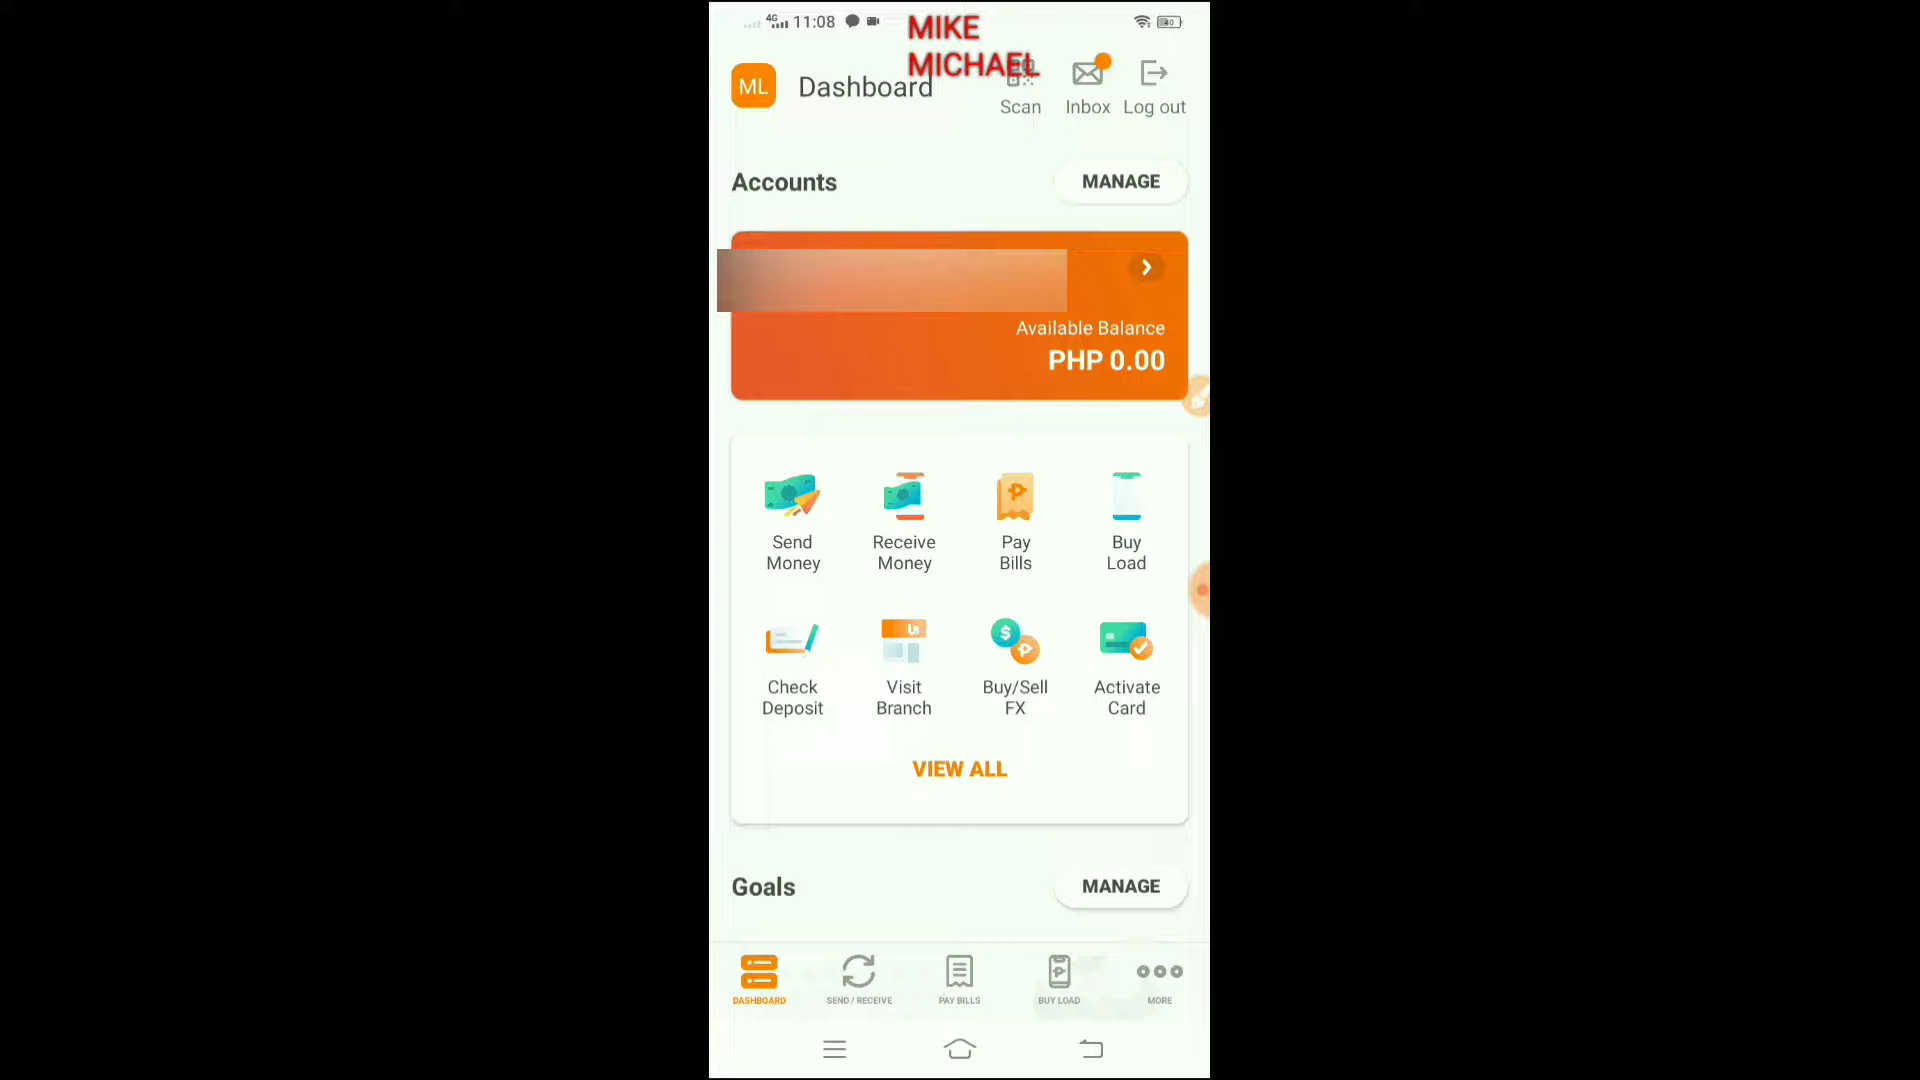 4G 11:08 40
MIKE
MICHAEL
ML Dashboard
Scan Inbox Log out
Accounts MANAGE
Available Balance
PHP 0.00
Send Money
Receive Money
Pay Bills
Buy Load
Check Deposit
Visit Branch
Buy/Sell FX
Activate Card
VIEW ALL
Goals MANAGE
DASHBOARD SEND / RECEIVE PAY BILLS BUY LOAD MORE